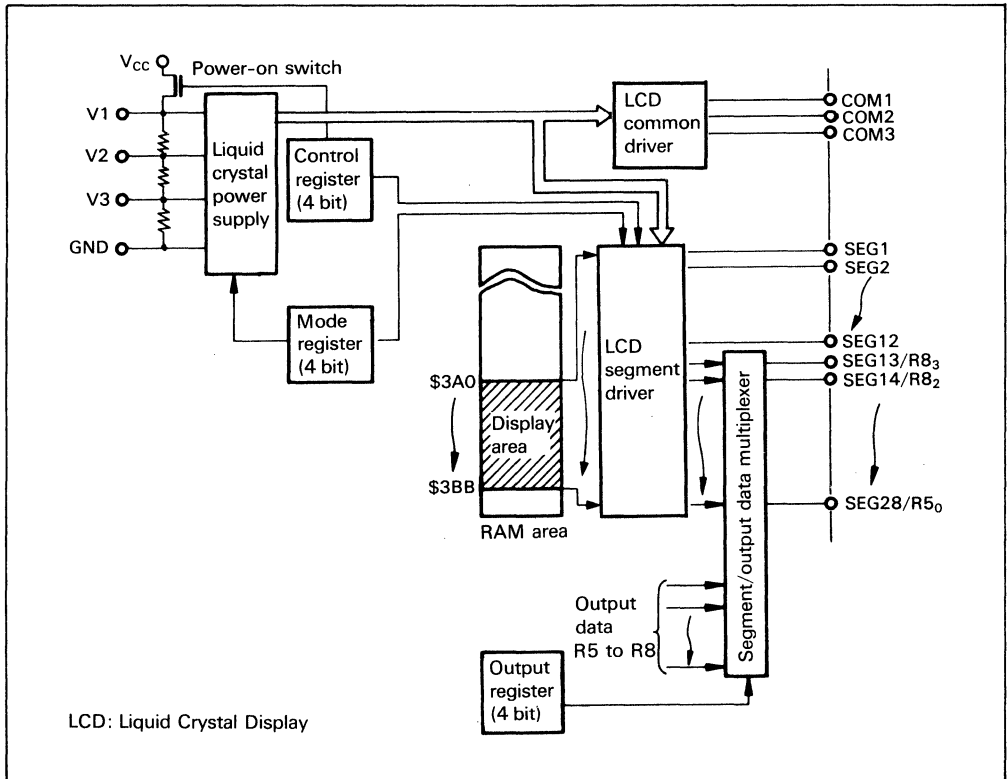 V_CC
Power-on switch
V1
V2
V3
GND
Liquid
crystal
power
supply
Control
register
(4 bit)
Mode
register
(4 bit)
LCD
common
driver
COM1
COM2
COM3
$3A0
Display
area
$3BB
RAM area
LCD
segment
driver
SEG1
SEG2
SEG12
SEG13/R8₃
SEG14/R8₂
SEG28/R5₀
Segment/output data multiplexer
Output
data
R5 to R8
Output
register
(4 bit)
LCD: Liquid Crystal Display